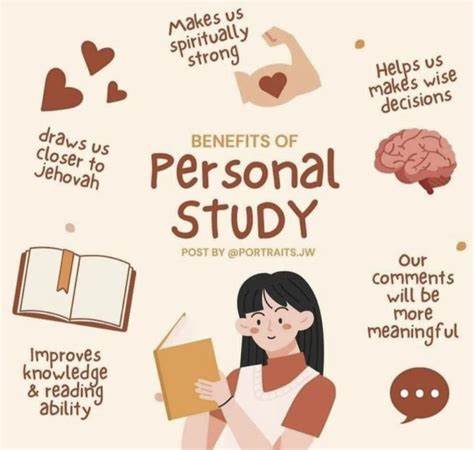 Makes us
spiritually
strong
Helps us
makes wise
decisions
draws us
closer to
jehovah
BENEFITS OF
Personal
STUDY
POST BY @PORTRAITS.JW
Our
comments
will be
more
meaningful
Improves
knowledge
& reading
ability